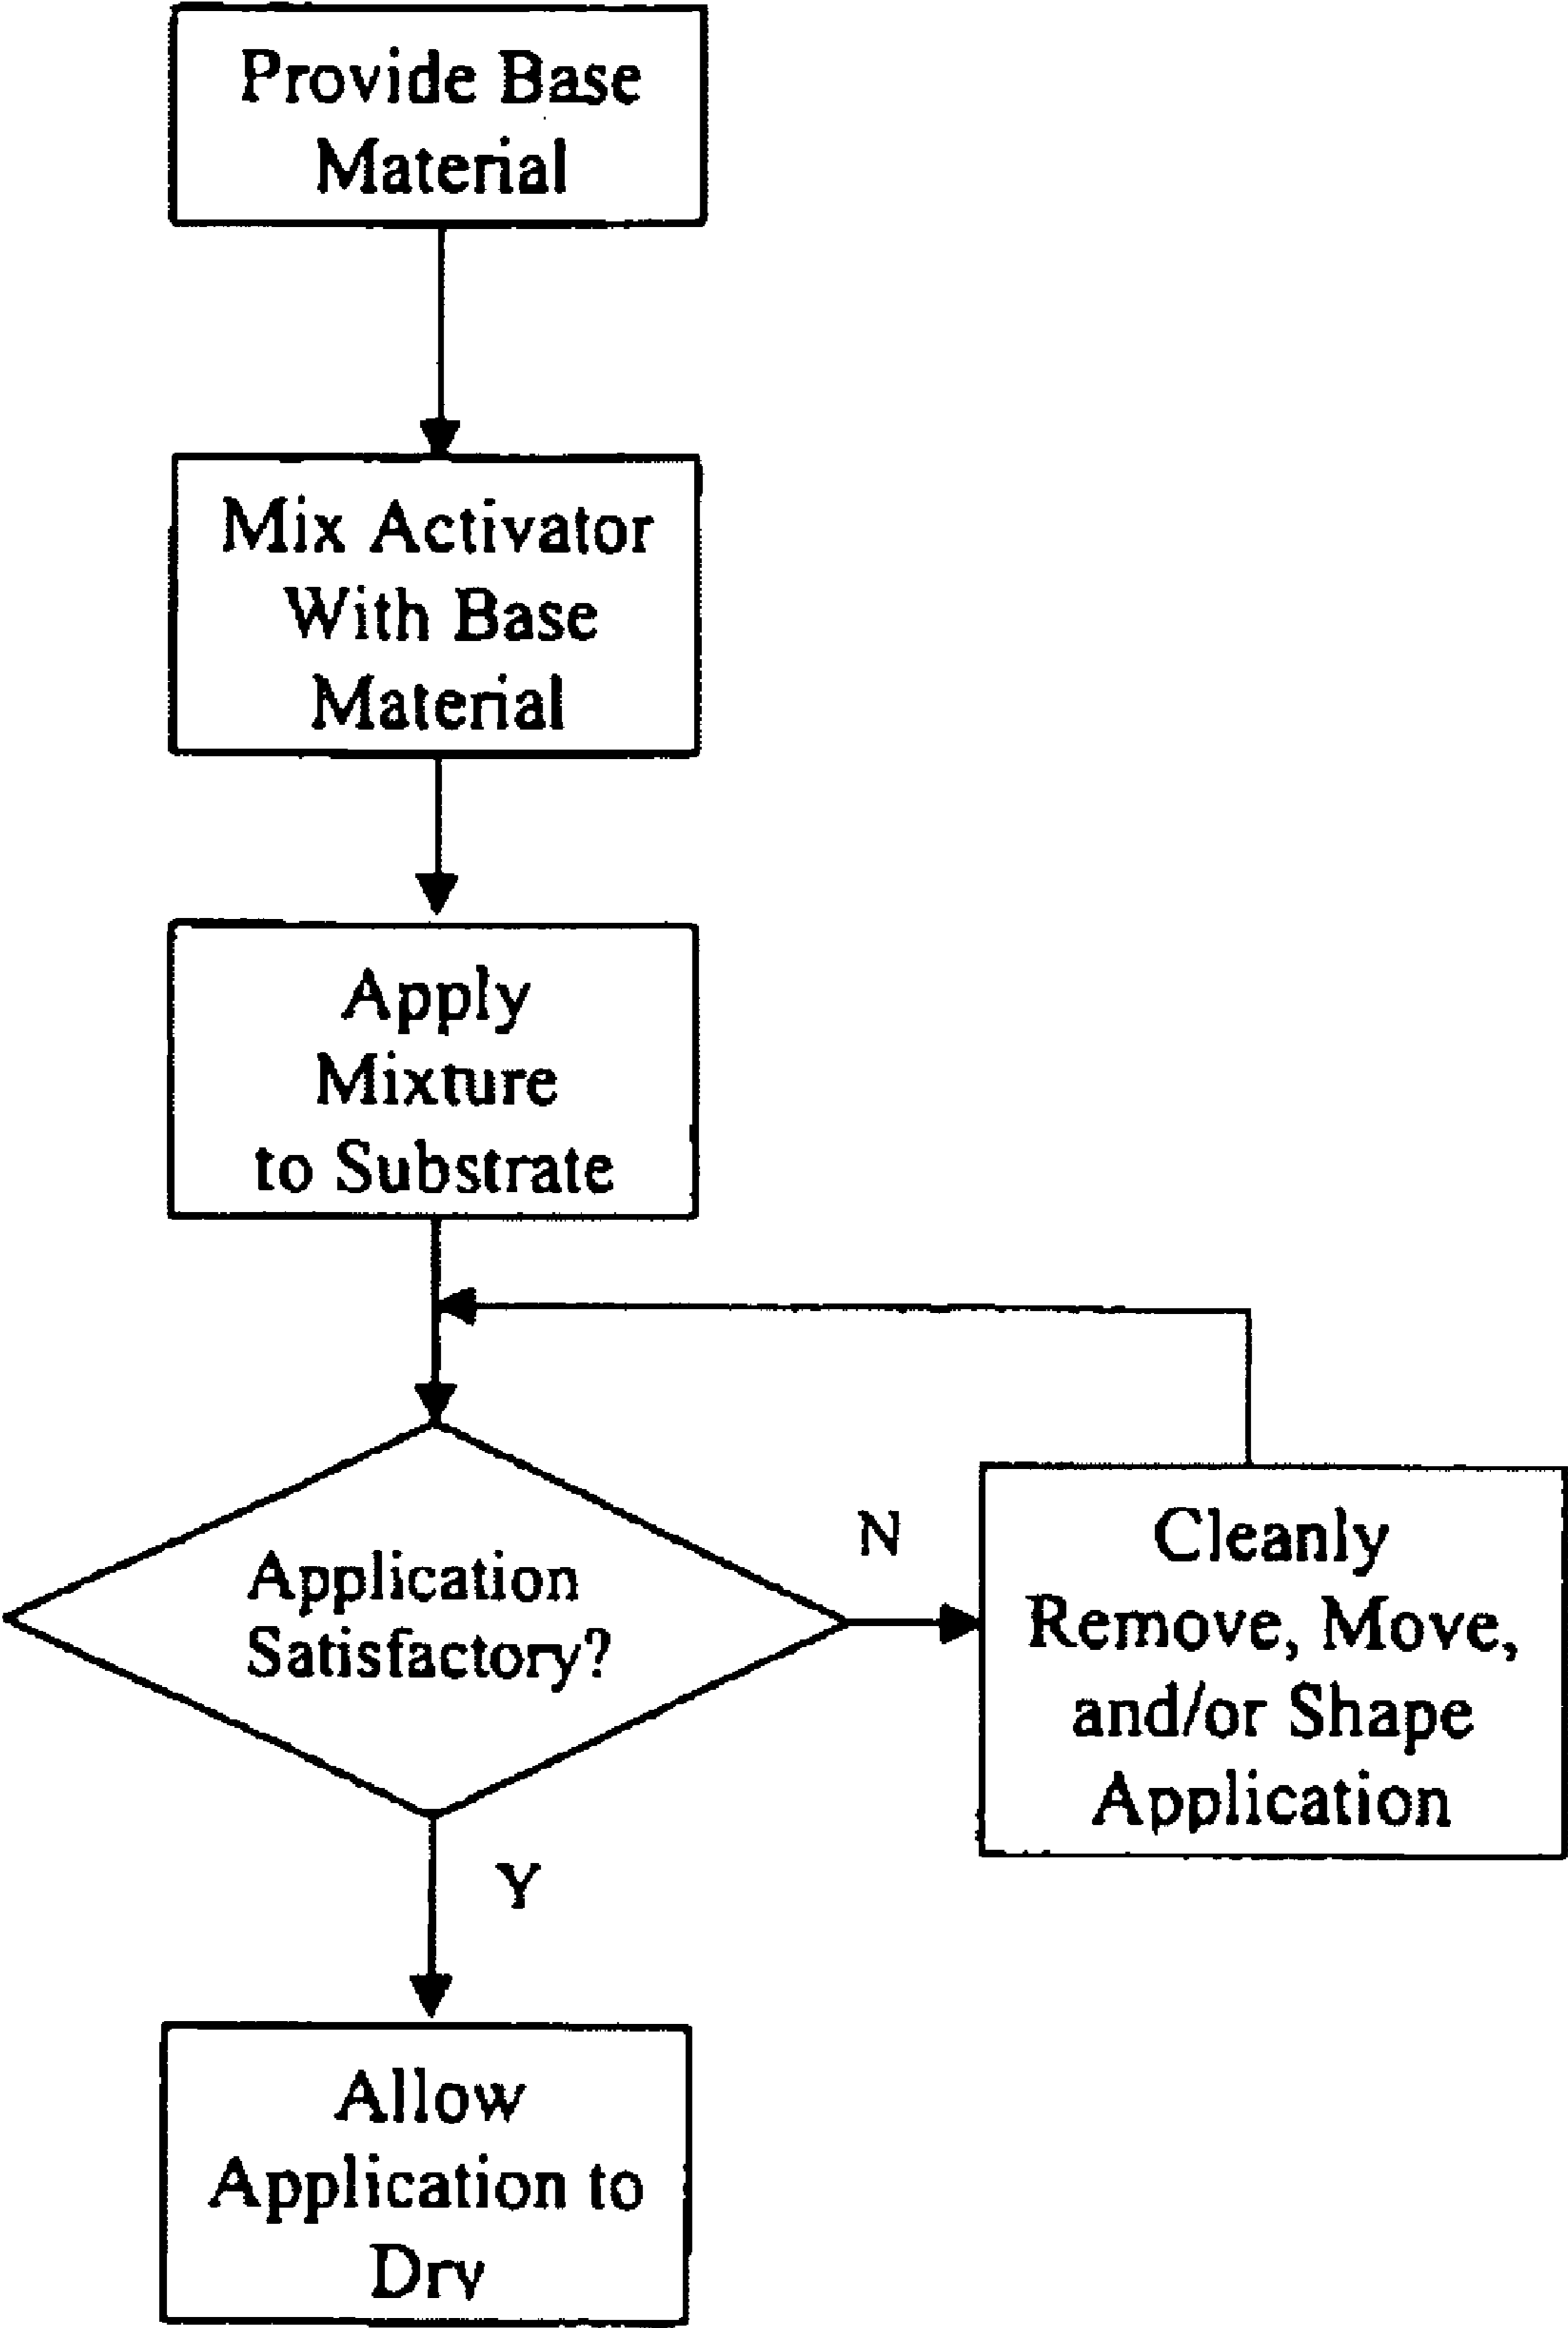 Provide Base
Material
Mix Activator
With Base
Material
Apply
Mixture
to Substrate
Application
Satisfactory?
N
Cleanly
Remove, Move,
and/or Shape
Application
Y
Allow
Application to
Dry